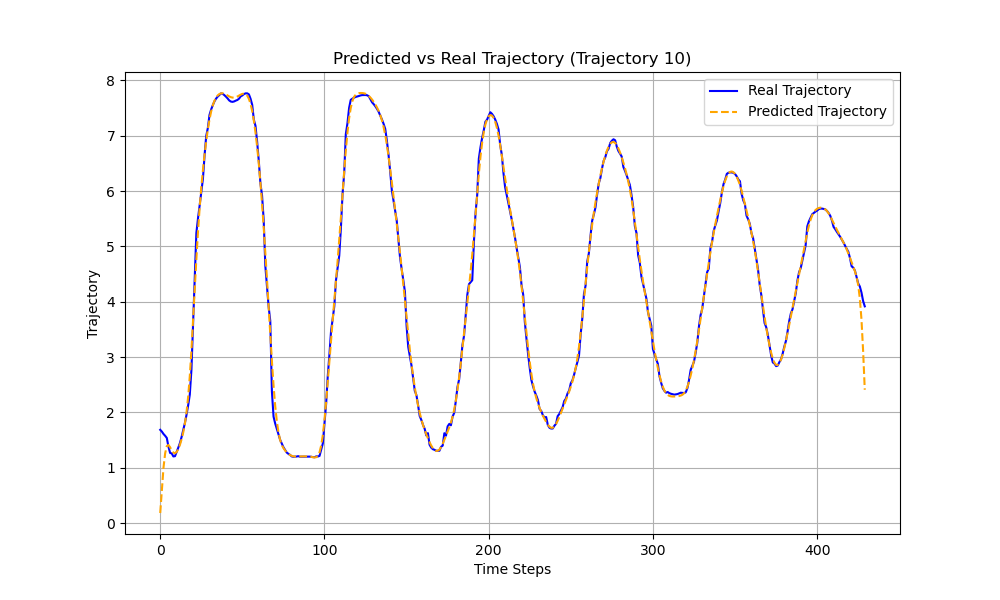 Predicted vs Real Trajectory (Trajectory 10)
Real Trajectory
Predicted Trajectory
8
7
6
5
4
3
2
1
0
Trajectory
0 100 200 300 400
Time Steps